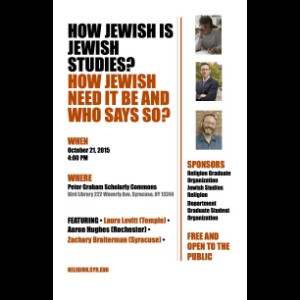 HOW JEWISH IS
JEWISH
STUDIES?
HOW JEWISH
NEED IT BE AND
WHO SAYS SO?
WHEN
October 21, 2015
4:00 PM
WHERE
Peter Graham Scholarly Commons
Bird Library 222 Waverly Ave. Syracuse, NY 13244
FEATURING • Laura Levitt (Temple) •
Aaron Hughes (Rochester) •
Zachary Braiterman (Syracuse) •
RELIGION.SYR.EDU
SPONSORS
Religion Graduate
Organization
Jewish Studies
Religion
Department
Graduate Student
Organization
FREE AND
OPEN TO THE
PUBLIC